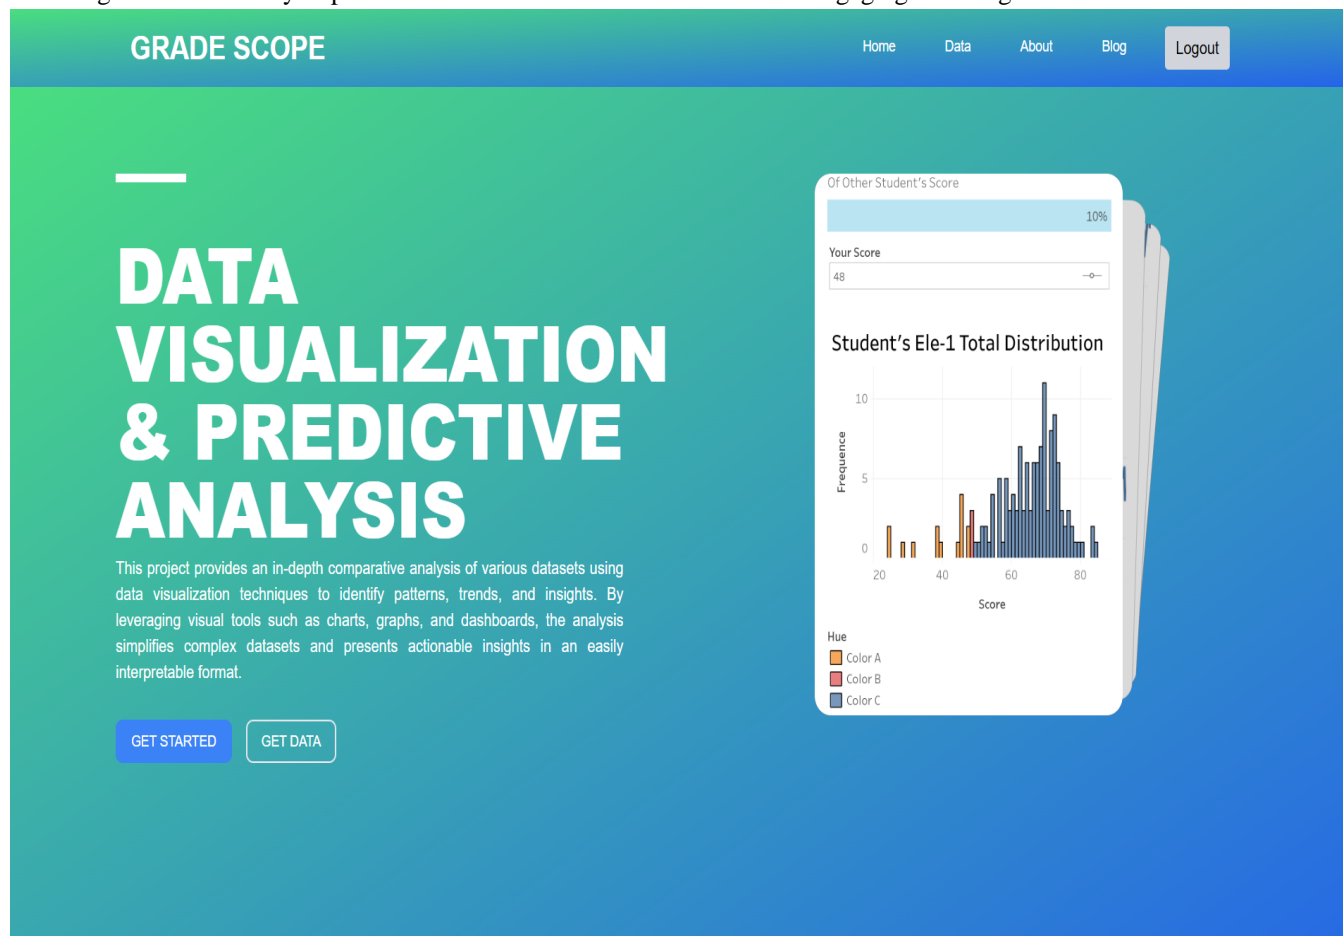 GRADE SCOPE
Home Data About Blog Logout
DATA
VISUALIZATION
& PREDICTIVE
ANALYSIS
This project provides an in-depth comparative analysis of various datasets using
data visualization techniques to identify patterns, trends, and insights. By
leveraging visual tools such as charts, graphs, and dashboards, the analysis
simplifies complex datasets and presents actionable insights in an easily
interpretable format.
GET STARTED GET DATA
Of Other Student's Score
10%
Your Score
48
Student's Ele-1 Total Distribution
Frequence
10
5
0
20 40 60 80
Score
Hue
Color A
Color B
Color C